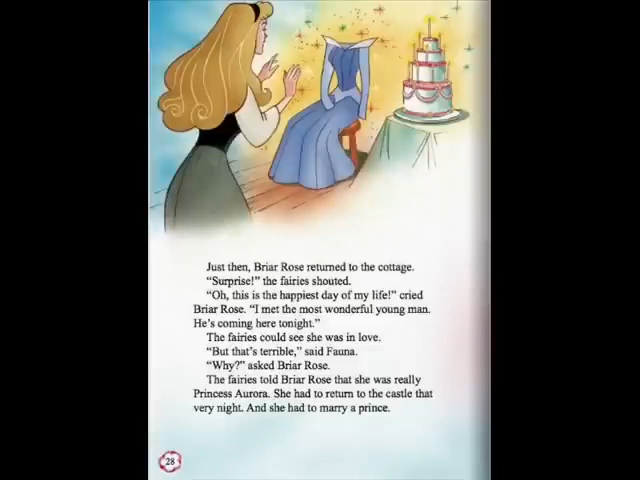 Just then, Briar Rose returned to the cottage.
“Surprise!” the fairies shouted.
“Oh, this is the happiest day of my life!” cried
Briar Rose. “I met the most wonderful young man.
He’s coming here tonight.”
The fairies could see she was in love.
“But that’s terrible,” said Fauna.
“Why?” asked Briar Rose.
The fairies told Briar Rose that she was really
Princess Aurora. She had to return to the castle that
very night. And she had to marry a prince.
28